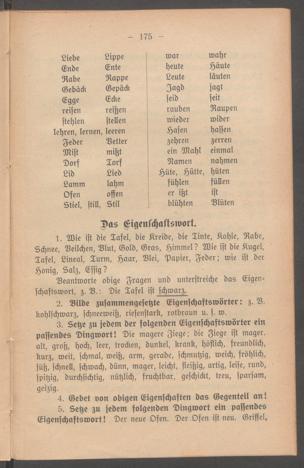 — 175 —
Liebe Lippe war wahr
Ende Ente heute Häute
Rabe Rappe Leute läuten
Gebäck Gepäck Jagd jagt
Egge Ecke seid seit
reisen reißen rauben Raupen
stehlen stellen wieder wider
lehren, lernen, leeren Hasen hassen
Feder Vetter zehren zerren
Mist mißt ein Mahl einmal
Dorf Torf Namen nahmen
Lid Lied Hüte, Hütte, hüten
Lamm lahm fühlen füllen
Ofen offen er ißt ist
Stiel, still, Stil blühten Blüten
Das Eigenschaftswort.
1. Wie ist die Tafel, die Kreide, die Tinte, Kohle, Rabe,
Schnee, Veilchen, Blut, Gold, Gras, Himmel? Wie ist die Kugel,
Tafel, Lineal, Turm, Haar, Blei, Papier, Feder; wie ist der
Honig, Salz, Essig?
Beantworte obige Fragen und unterstreiche das Eigen-
schaftswort, z. B.: Die Tafel ist schwarz.
2. Bilde zusammengesetzte Eigenschaftswörter: z. B.
kohlschwarz, schneeweiß, riesenstark, rotbraun u. s. w.
3. Setze zu jedem der folgenden Eigenschaftswörter ein
passendes Dingwort! Die magere Ziege; die Ziege ist mager.
alt, groß, hoch, leer, trocken, dunkel, krank, höflich, freundlich,
kurz, weit, schmal, weiß, arm, gerade, schmutzig, weich, fröhlich,
süß, schnell, schwach, dünn, mager, leicht, fleißig, artig, leise, rund,
spitz, durchsichtig, nützlich, fruchtbar, geschickt, treu, sparsam,
geizig.
4. Gebet von obigen Eigenschaften das Gegenteil an!
5. Setze zu jedem folgenden Dingwort ein passendes
Eigenschaftswort! Der neue Ofen. Der Ofen ist neu. Griffel,